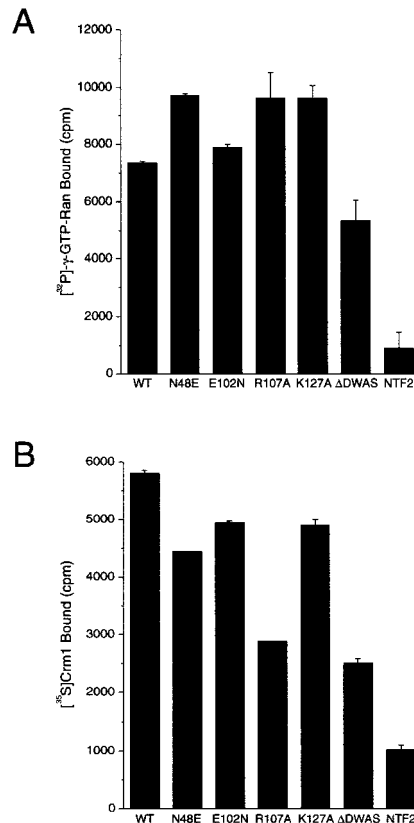 A
[³²P]-γ-GTP-Ran Bound (cpm)
12000
10000
8000
6000
4000
2000
0
WT N48E E102N R107A K127A ΔDWAS NTF2
B
[³⁵S]Crm1 Bound (cpm)
6000
5000
4000
3000
2000
1000
0
WT N48E E102N R107A K127A ΔDWAS NTF2